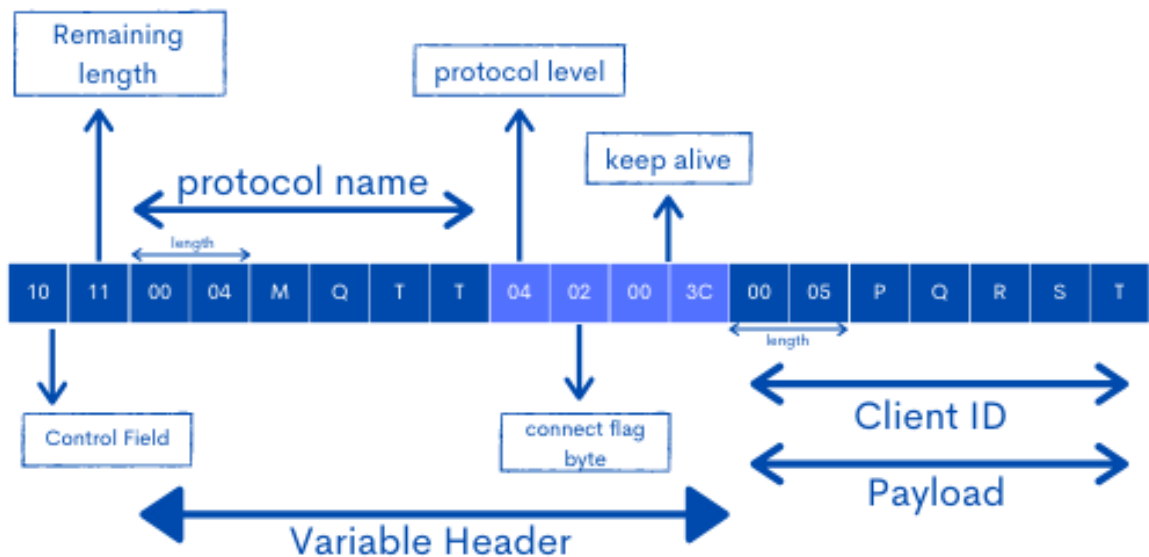 Remaining
length
protocol level
keep alive
protocol name
length
10 11 00 04 M Q T T 04 02 00 3C 00 05 P Q R S T
length
Control Field
connect flag
byte
Client ID
Payload
Variable Header